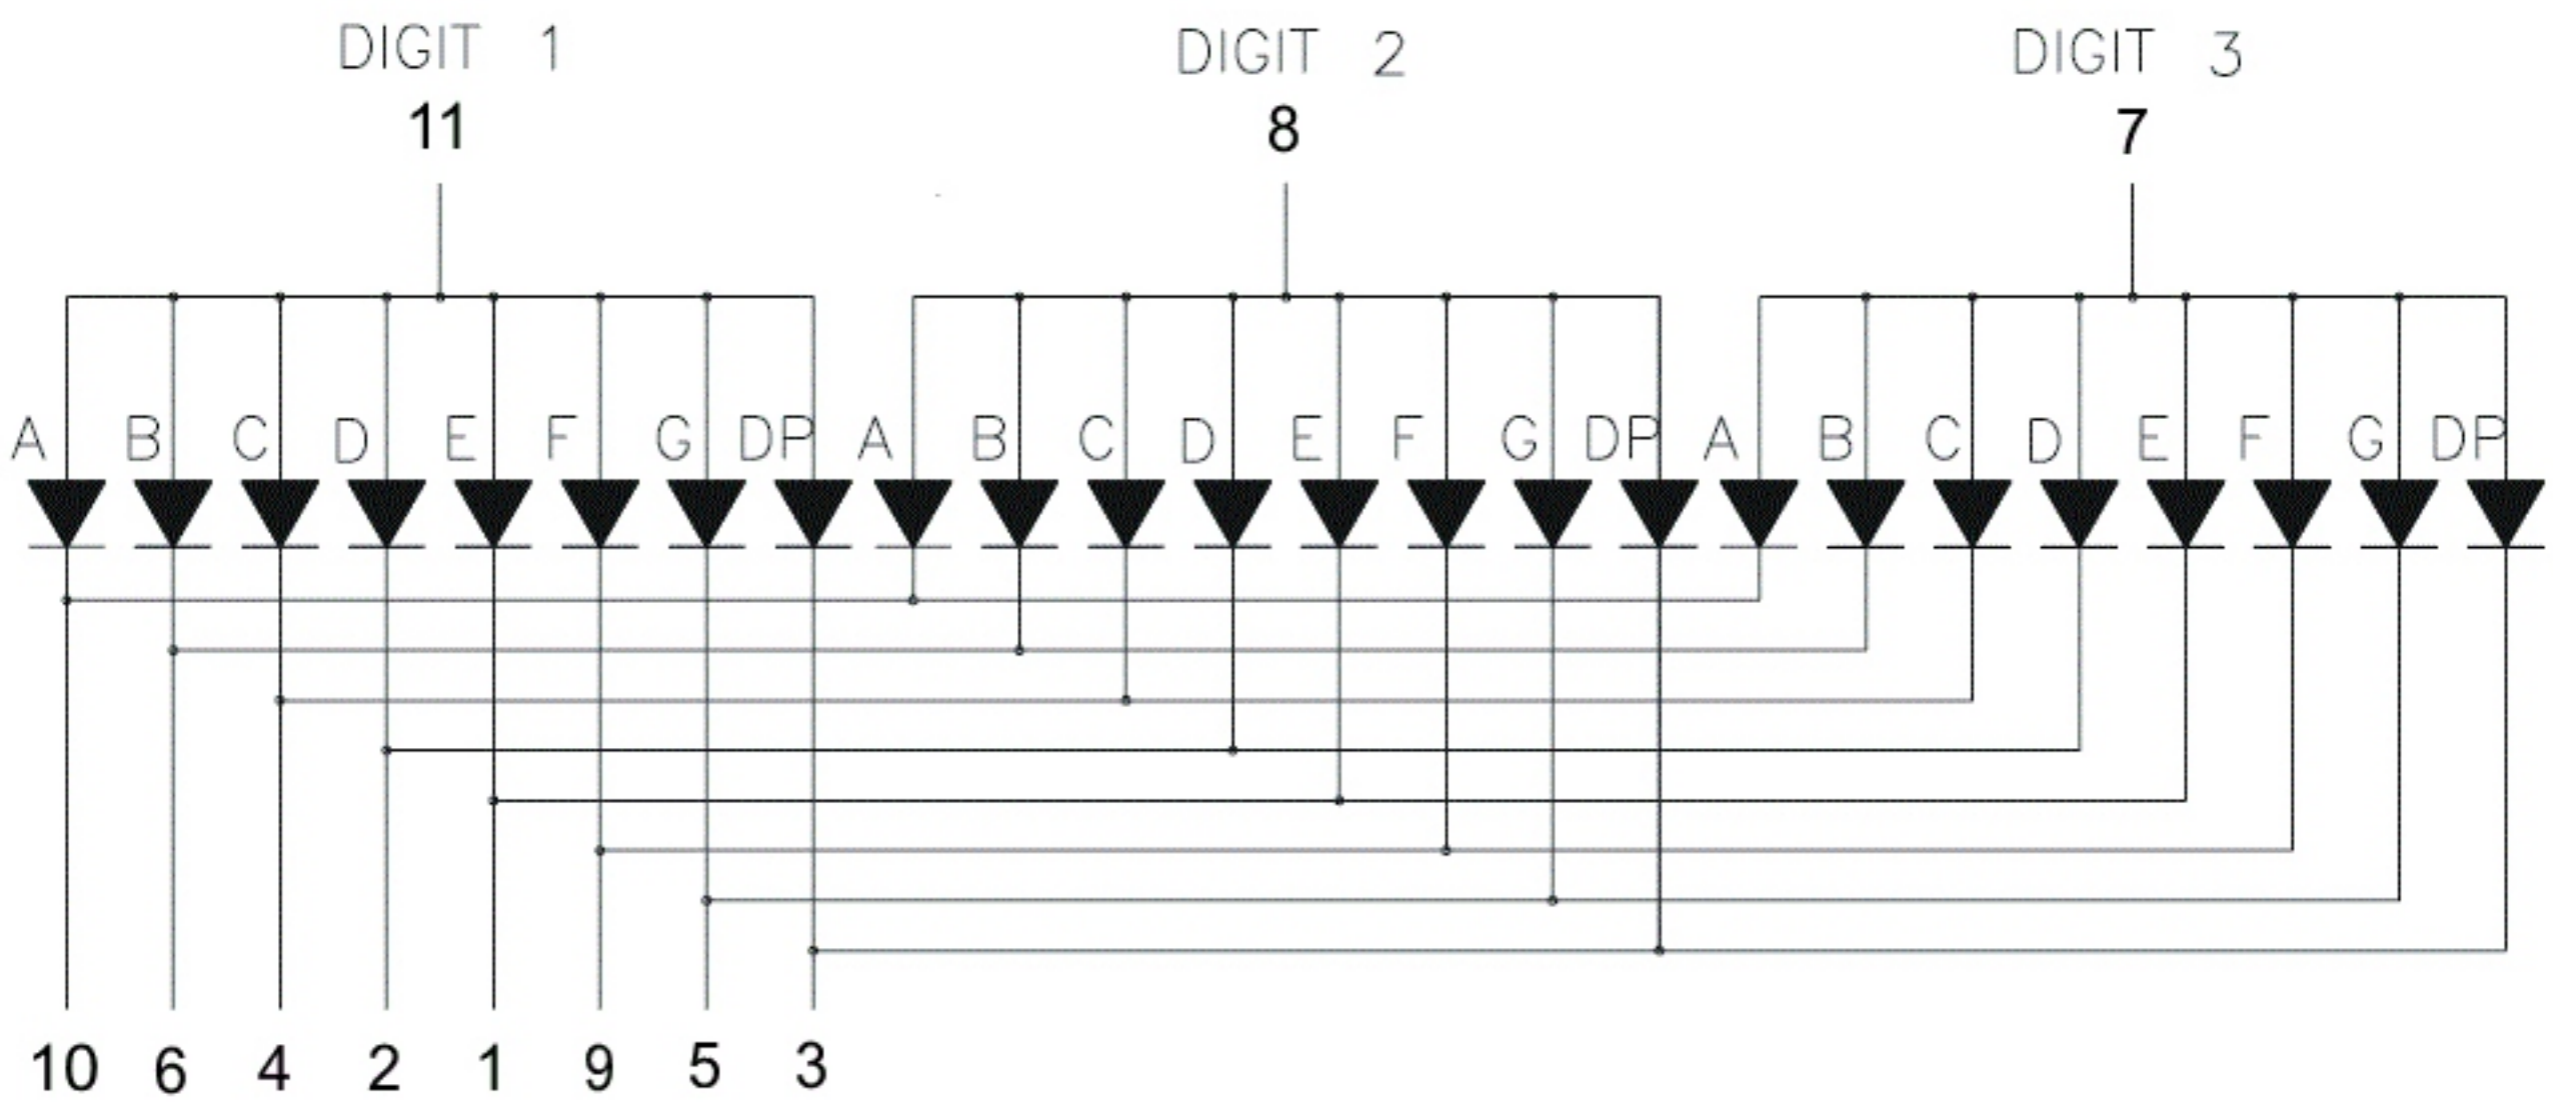 DIGIT 1 DIGIT 2 DIGIT 3
11 8 7
A B C D E F G DP A B C D E F G DP A B C D E F G DP
10 6 4 2 1 9 5 3